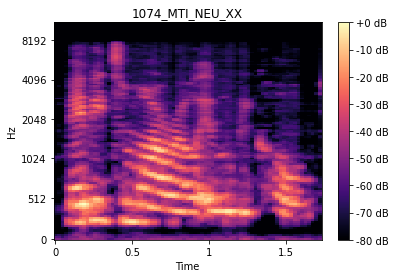 1074_MTI_NEU_XX
Hz
8192
4096
2048
1024
512
0
0
0.5
1
1.5
Time
+0 dB
-10 dB
-20 dB
-30 dB
-40 dB
-50 dB
-60 dB
-70 dB
-80 dB